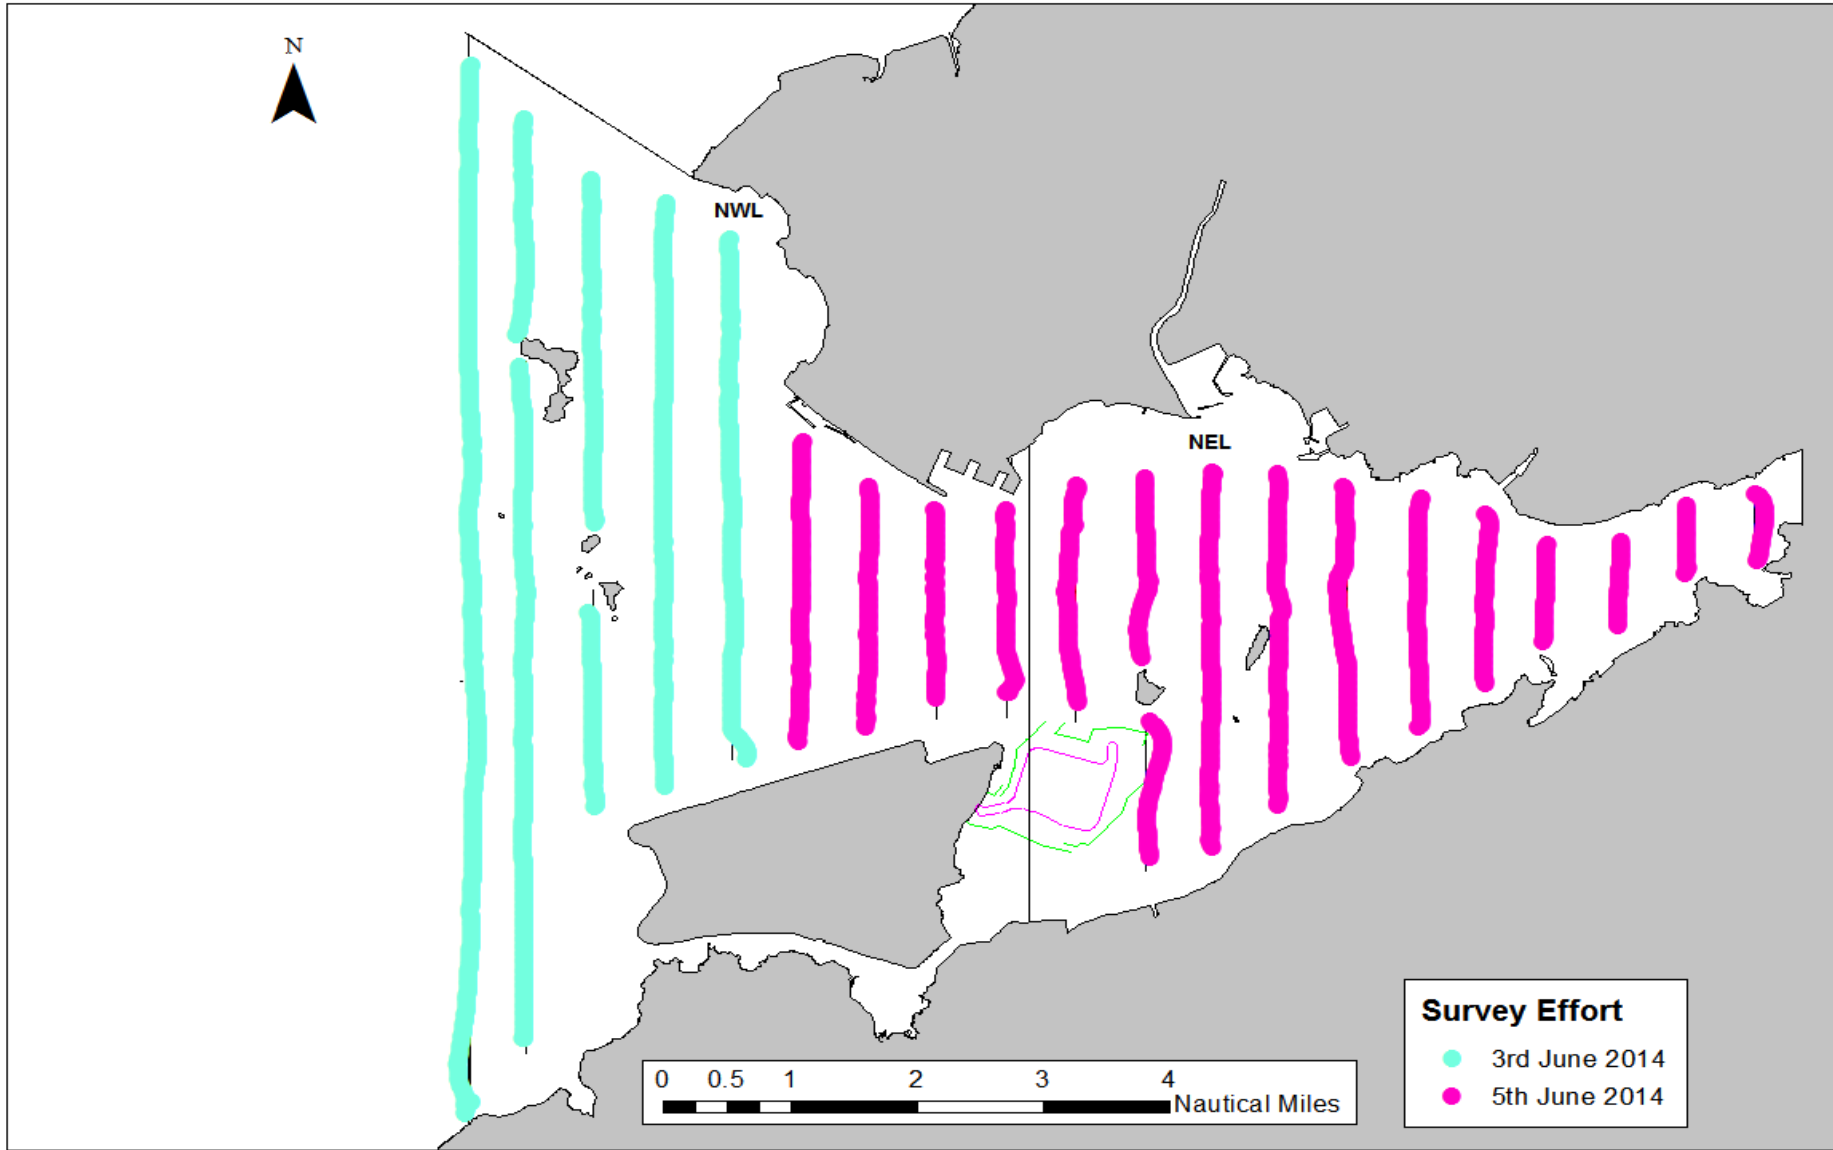 N
NWL
NEL
Survey Effort
3rd June 2014
5th June 2014
0 0.5 1 2 3 4
Nautical Miles